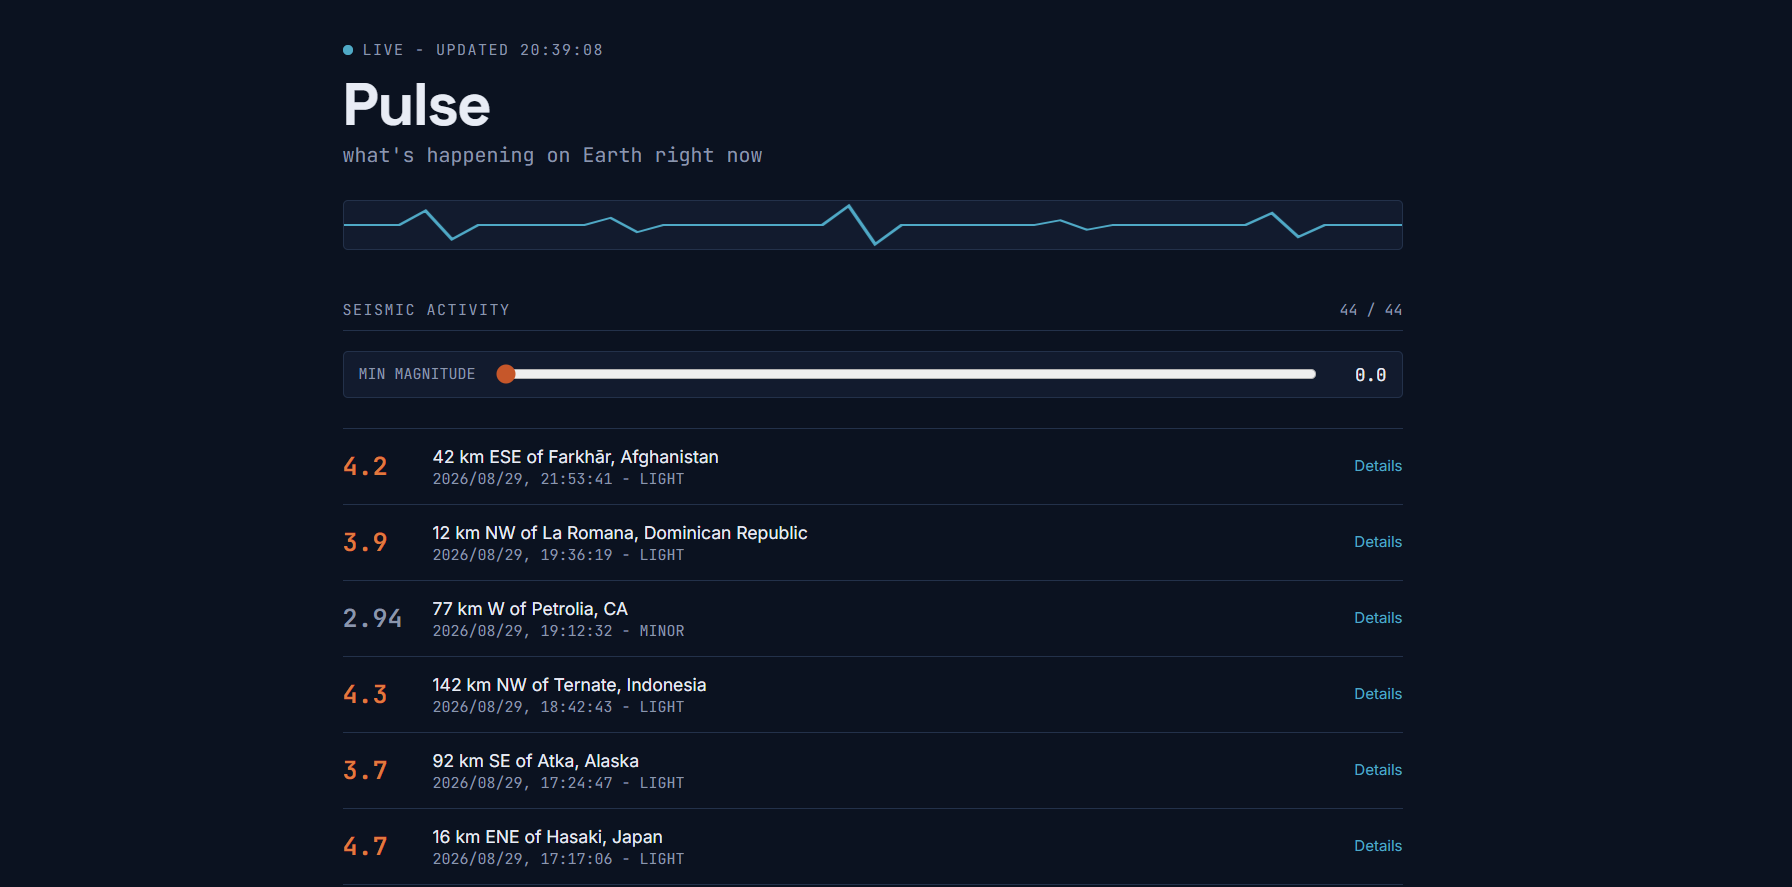 LIVE - UPDATED 20:39:08
Pulse
what's happening on Earth right now
SEISMIC ACTIVITY
44 / 44
MIN MAGNITUDE
0.0
4.2
42 km ESE of Farkhār, Afghanistan
2026/08/29, 21:53:41 - LIGHT
Details
3.9
12 km NW of La Romana, Dominican Republic
2026/08/29, 19:36:19 - LIGHT
Details
2.94
77 km W of Petrolia, CA
2026/08/29, 19:12:32 - MINOR
Details
4.3
142 km NW of Ternate, Indonesia
2026/08/29, 18:42:43 - LIGHT
Details
3.7
92 km SE of Atka, Alaska
2026/08/29, 17:24:47 - LIGHT
Details
4.7
16 km ENE of Hasaki, Japan
2026/08/29, 17:17:06 - LIGHT
Details